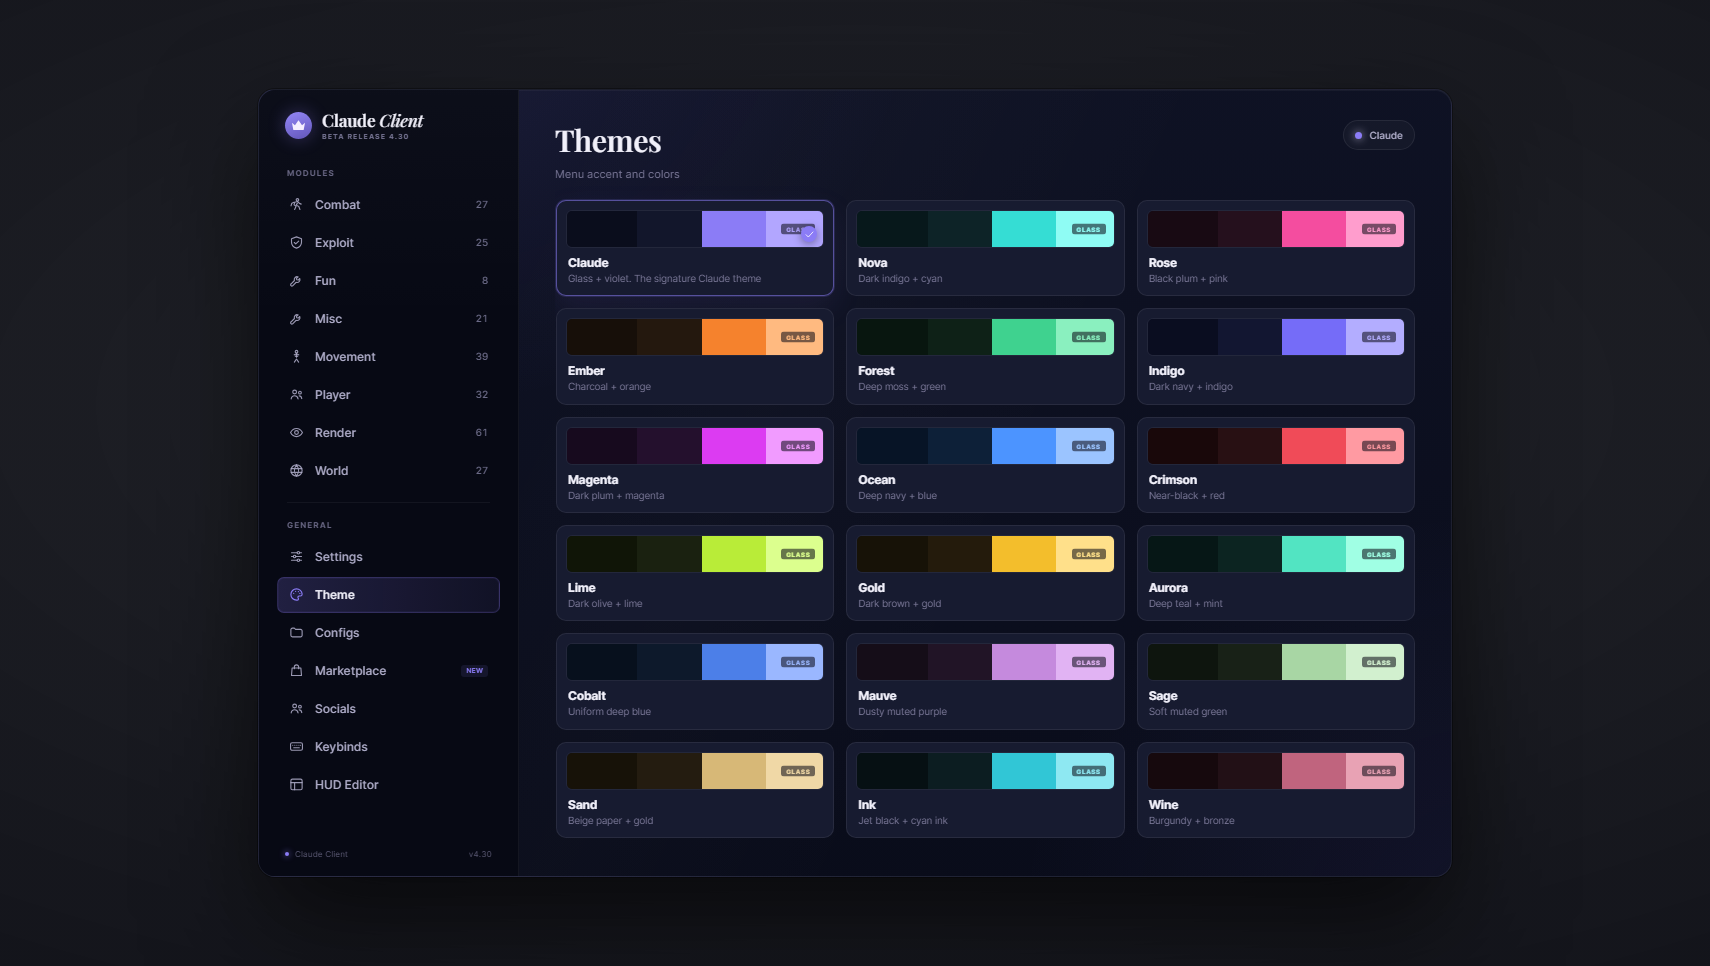 Claude Client
BETA RELEASE 4.30
MODULES
Combat 27
Exploit 25
Fun 8
Misc 21
Movement 39
Player 32
Render 61
World 27
GENERAL
Settings
Theme
Configs
Marketplace NEW
Socials
Keybinds
HUD Editor
Claude Client v4.30
Themes
Menu accent and colors
Claude
Claude
Glass + violet. The signature Claude theme
GLASS
Nova
Dark indigo + cyan
GLASS
Rose
Black plum + pink
GLASS
Ember
Charcoal + orange
GLASS
Forest
Deep moss + green
GLASS
Indigo
Dark navy + indigo
GLASS
Magenta
Dark plum + magenta
GLASS
Ocean
Deep navy + blue
GLASS
Crimson
Near-black + red
GLASS
Lime
Dark olive + lime
GLASS
Gold
Dark brown + gold
GLASS
Aurora
Deep teal + mint
GLASS
Cobalt
Uniform deep blue
GLASS
Mauve
Dusty muted purple
GLASS
Sage
Soft muted green
GLASS
Sand
Beige paper + gold
GLASS
Ink
Jet black + cyan ink
GLASS
Wine
Burgundy + bronze